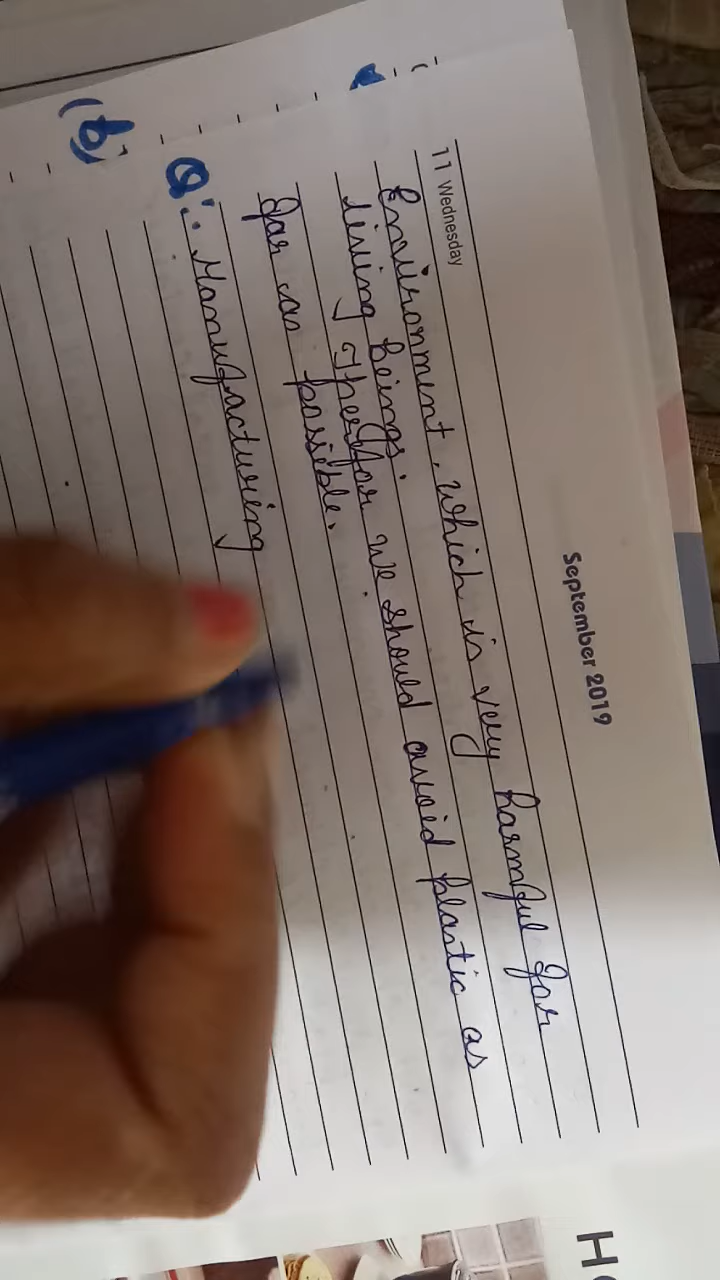 September 2019
11 Wednesday
Environment, which is very harmful for
living beings.
Therfor we should avoid plastic as
far as possible.
Q:. Manufacturing
(b)
H